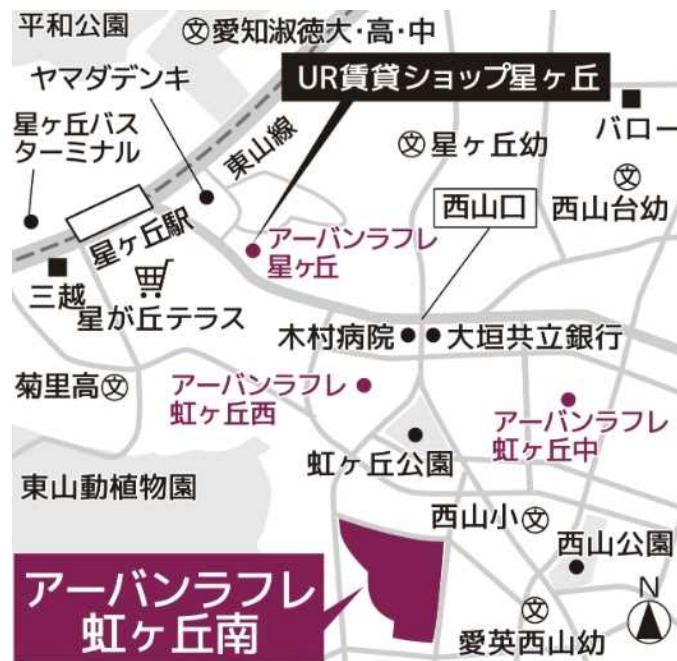 平和公園
文愛知淑徳大・高・中
ヤマダデンキ
UR賃貸ショップ星ヶ丘
星ヶ丘バス
ターミナル
東山線
文星ヶ丘幼
バロー
文
西山台幼
西山口
星ヶ丘駅
アーバンラフレ
星ヶ丘
三越
星が丘テラス
木村病院
大垣共立銀行
菊里高文
アーバンラフレ
虹ヶ丘西
アーバンラフレ
虹ヶ丘中
虹ヶ丘公園
東山動植物園
西山小文
西山公園
アーバンラフレ
虹ヶ丘南
文
愛英西山幼
N